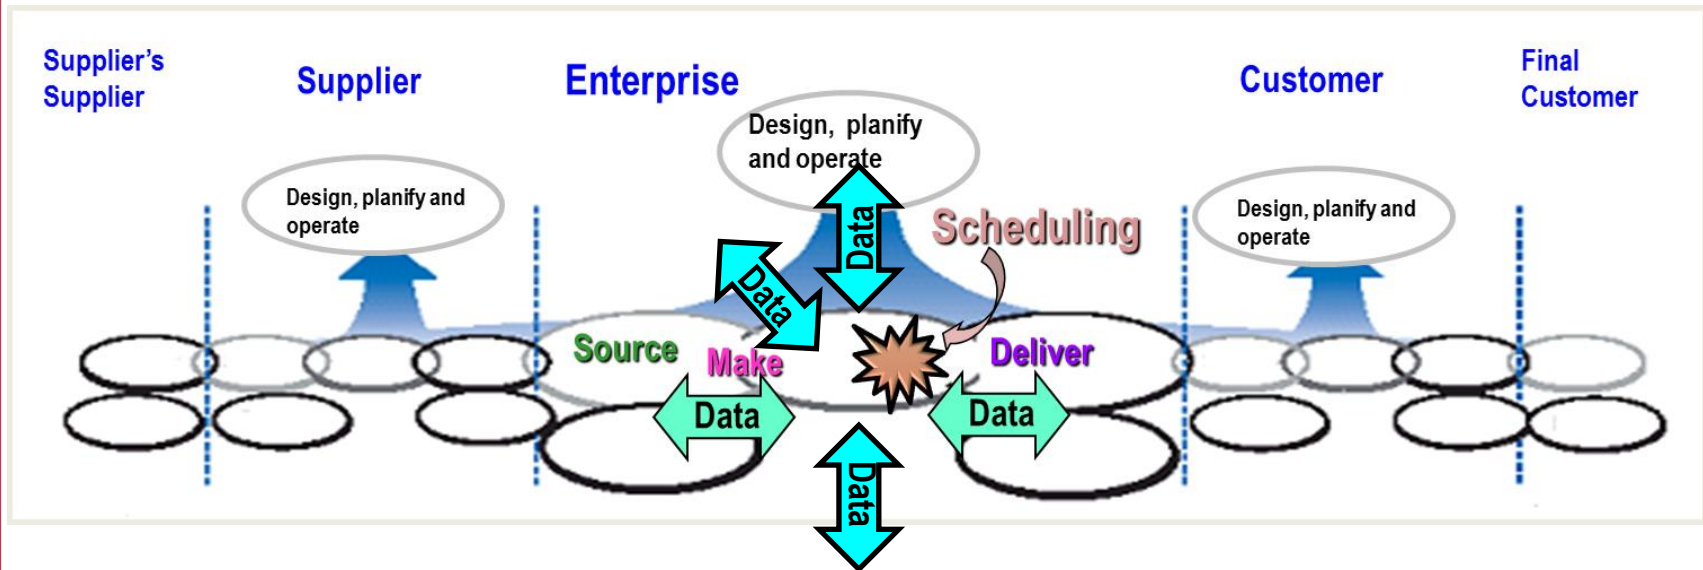 Supplier’s
Supplier
Supplier
Enterprise
Customer
Final
Customer
Design, planify
and operate
Design, planify and
operate
Design, planify and
operate
Data
Scheduling
Data
Source
Make
Deliver
Data
Data
Data